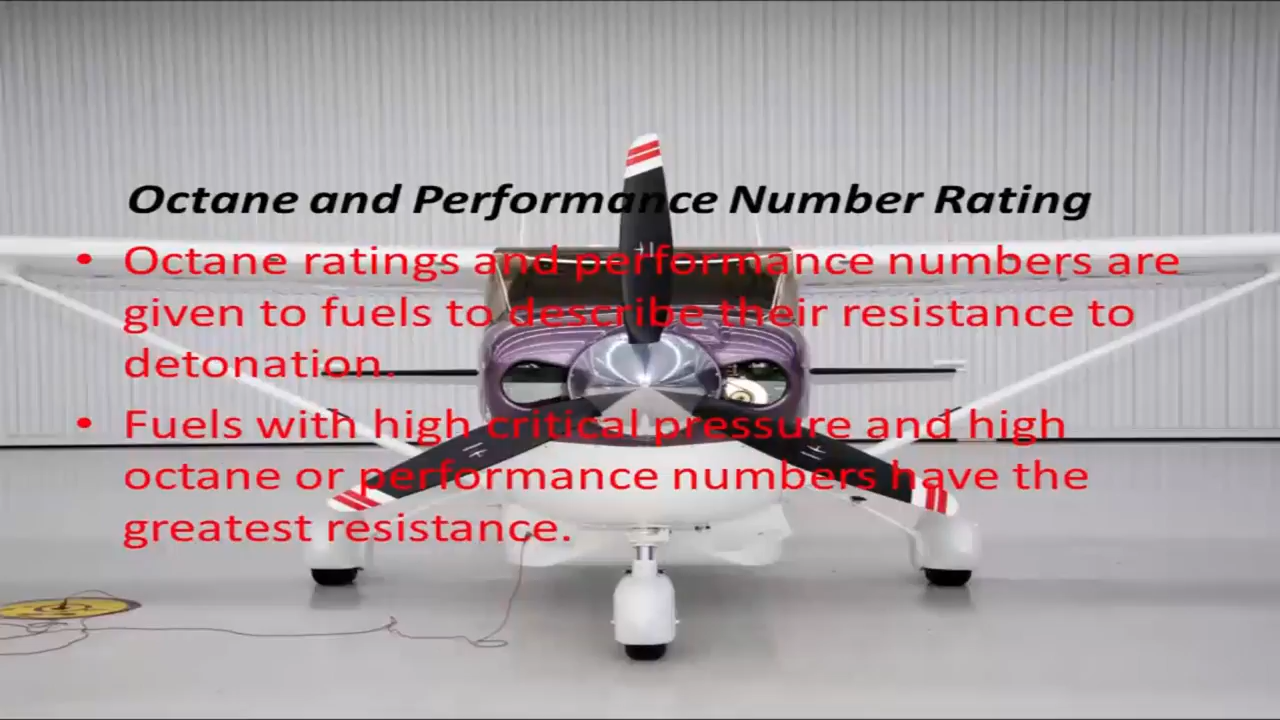 Octane and Performance Number Rating
• Octane ratings and performance numbers are
given to fuels to describe their resistance to
detonation.
• Fuels with high critical pressure and high
octane or performance numbers have the
greatest resistance.